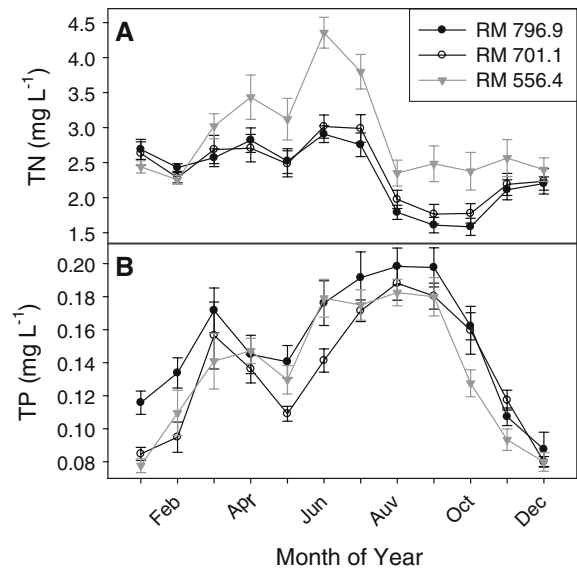 A
RM 796.9
RM 701.1
RM 556.4
TN (mg L⁻¹)
4.5
4.0
3.5
3.0
2.5
2.0
1.5
B
TP (mg L⁻¹)
0.20
0.18
0.16
0.14
0.12
0.10
0.08
Feb
Apr
Jun
Auv
Oct
Dec
Month of Year